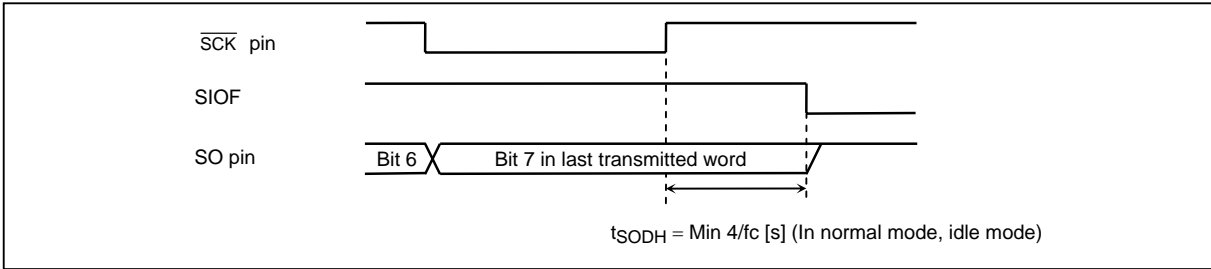 SCK pin
SIOF
SO pin
Bit 6
Bit 7 in last transmitted word
tSODH = Min 4/fc [s] (In normal mode, idle mode)